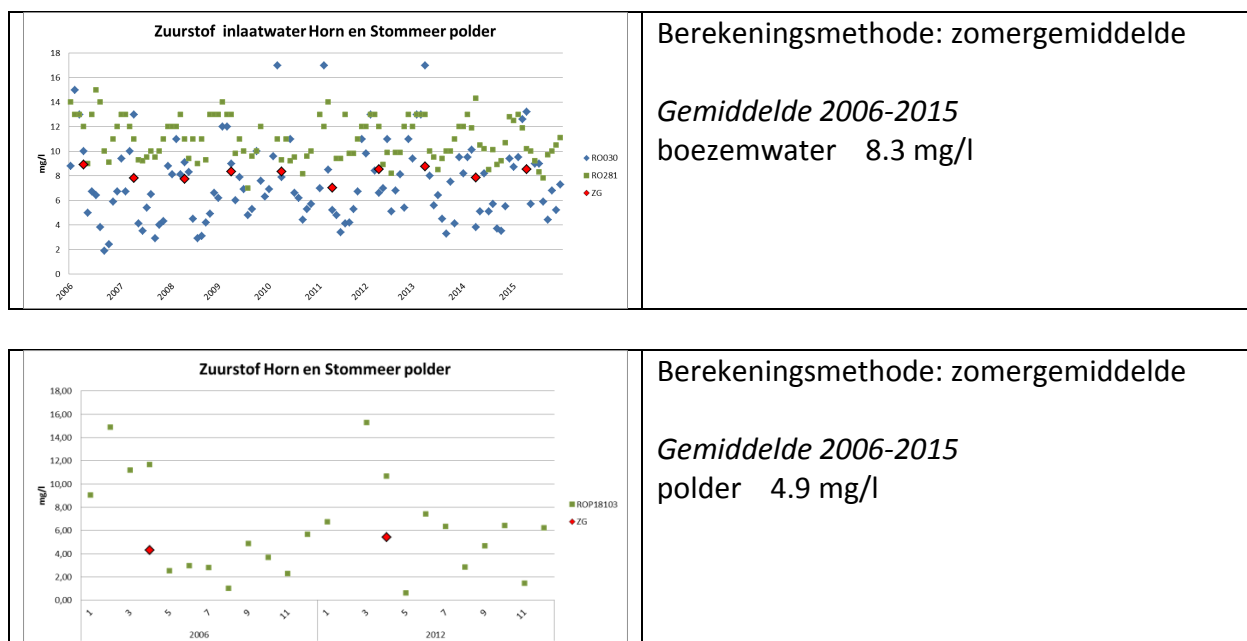 Zuurstof inlaatwater Horn en Stommeer polder
18
16
14
12
10
8
6
4
2
0
mg/l
2006
2007
2008
2009
2010
2011
2012
2013
2014
2015
RO030
RO281
ZG
Berekeningsmethode: zomergemiddelde
Gemiddelde 2006-2015
boezemwater 8.3 mg/l
Zuurstof Horn en Stommeer polder
18,00
16,00
14,00
12,00
10,00
8,00
6,00
4,00
2,00
0,00
mg/l
1
3
5
7
9
11
1
3
5
7
9
11
2006
2012
ROP18103
ZG
Berekeningsmethode: zomergemiddelde
Gemiddelde 2006-2015
polder 4.9 mg/l